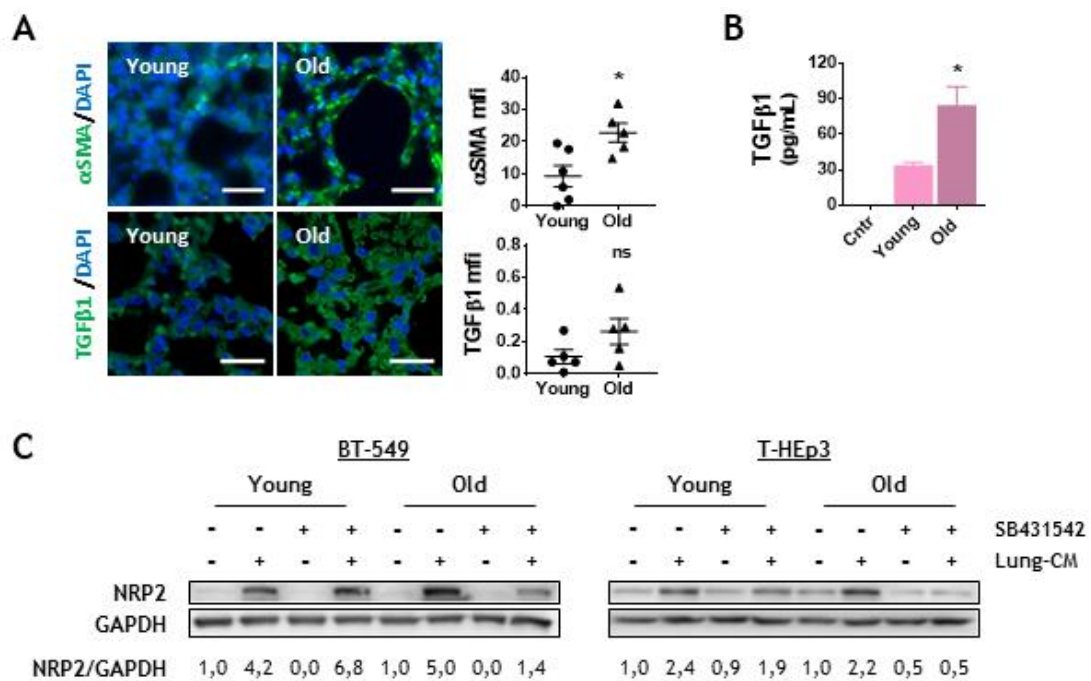 A
αSMA/DAPI
Young
Old
αSMA mfi
40
30
20
10
0
*
Young Old
TGFβ1 /DAPI
Young
Old
TGFβ1 mfi
0.8
0.6
0.4
0.2
0.0
ns
Young Old
B
TGFβ1
(pg/mL)
120
90
60
30
0
*
Cntr Young Old
C
BT-549 T-HEp3
Young Old Young Old
- - + + - - + + - - + + - - + + SB431542
- + - + - + - + - + - + - + - + Lung-CM
NRP2
GAPDH
NRP2/GAPDH 1,0 4,2 0,0 6,8 1,0 5,0 0,0 1,4 1,0 2,4 0,9 1,9 1,0 2,2 0,5 0,5